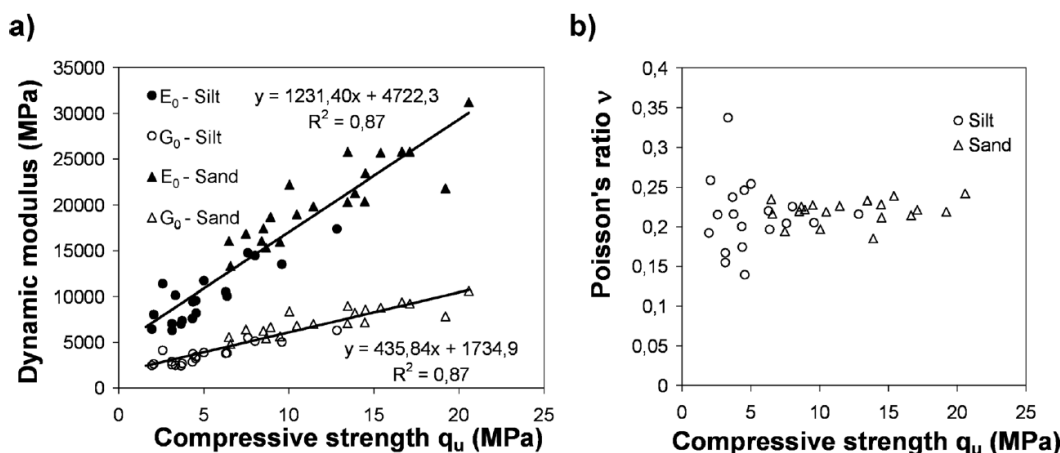 a)
Dynamic modulus (MPa)
35000
30000
25000
20000
15000
10000
5000
0
E₀ - Silt
G₀ - Silt
E₀ - Sand
G₀ - Sand
y = 1231,40x + 4722,3
R² = 0,87
y = 435,84x + 1734,9
R² = 0,87
0 5 10 15 20 25
Compressive strength qᵤ (MPa)
b)
Poisson's ratio ν
0,4
0,35
0,3
0,25
0,2
0,15
0,1
0,05
0
Silt
Sand
0 5 10 15 20 25
Compressive strength qᵤ (MPa)